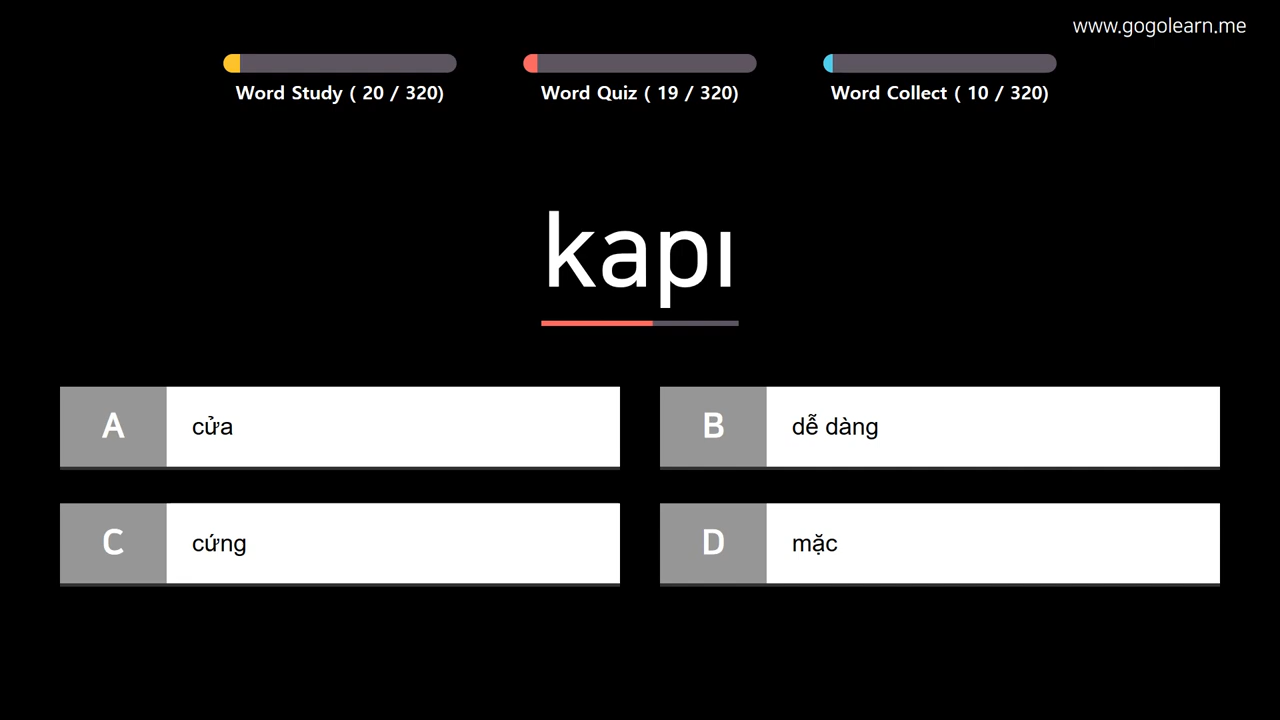 www.gogolearn.me
Word Study ( 20 / 320)
Word Quiz ( 19 / 320)
Word Collect ( 10 / 320)
kapı
A cửa
B dễ dàng
C cứng
D mặc